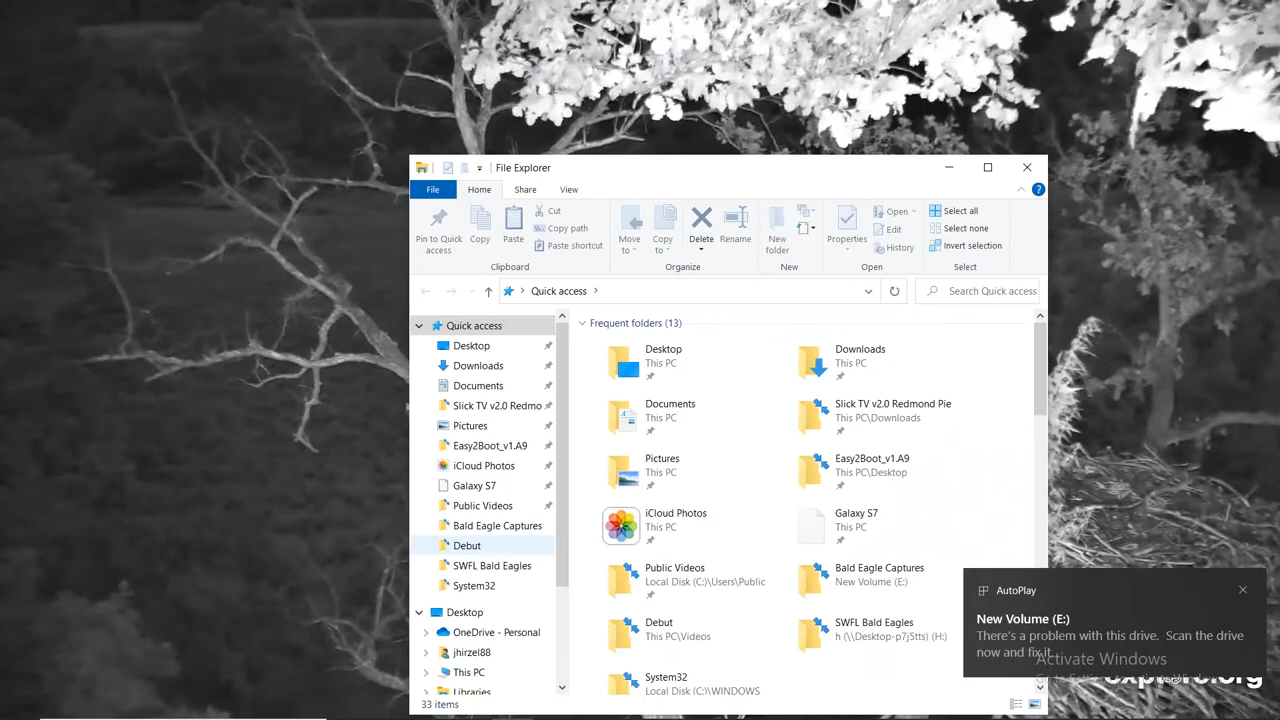 File Explorer
File Home Share View
Pin to Quick access
Copy
Paste
Cut
Copy path
Paste shortcut
Clipboard
Move to
Copy to
Delete
Rename
Organize
New folder
New
Properties
Open
Edit
History
Open
Select all
Select none
Invert selection
Select
Quick access
Search Quick access
Quick access
Desktop
Downloads
Documents
Slick TV v2.0 Redmo
Pictures
Easy2Boot_v1.A9
iCloud Photos
Galaxy S7
Public Videos
Bald Eagle Captures
Debut
SWFL Bald Eagles
System32
Desktop
OneDrive - Personal
jhirzel88
This PC
Libraries
Frequent folders (13)
Desktop
This PC
Downloads
This PC
Documents
This PC
Slick TV v2.0 Redmond Pie
This PC\Downloads
Pictures
This PC
Easy2Boot_v1.A9
This PC\Desktop
iCloud Photos
This PC
Galaxy S7
This PC
Public Videos
Local Disk (C:)\Users\Public
Bald Eagle Captures
New Volume (E:)
Debut
This PC\Videos
SWFL Bald Eagles
h (\\Desktop-p7j5tts) (H:)
System32
Local Disk (C:)\WINDOWS
33 items
AutoPlay
New Volume (E:)
There's a problem with this drive. Scan the drive
now and fix it.
Activate Windows
explore.org